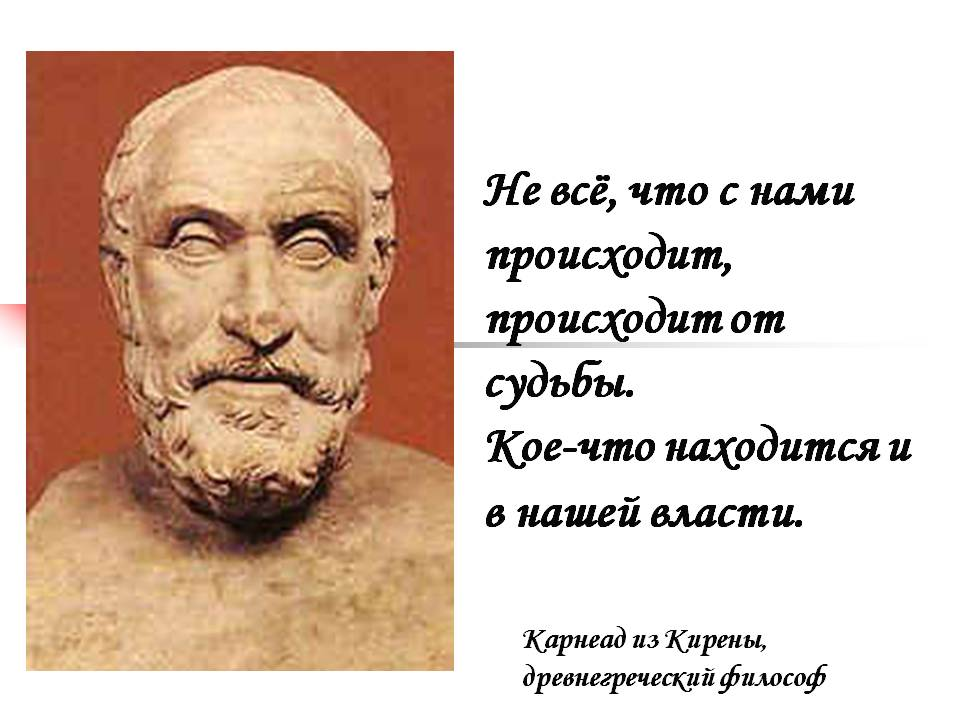 Не всё, что с нами
происходит,
происходит от
судьбы.
Кое-что находится и
в нашей власти.
Карнеад из Кирены,
древнегреческий философ